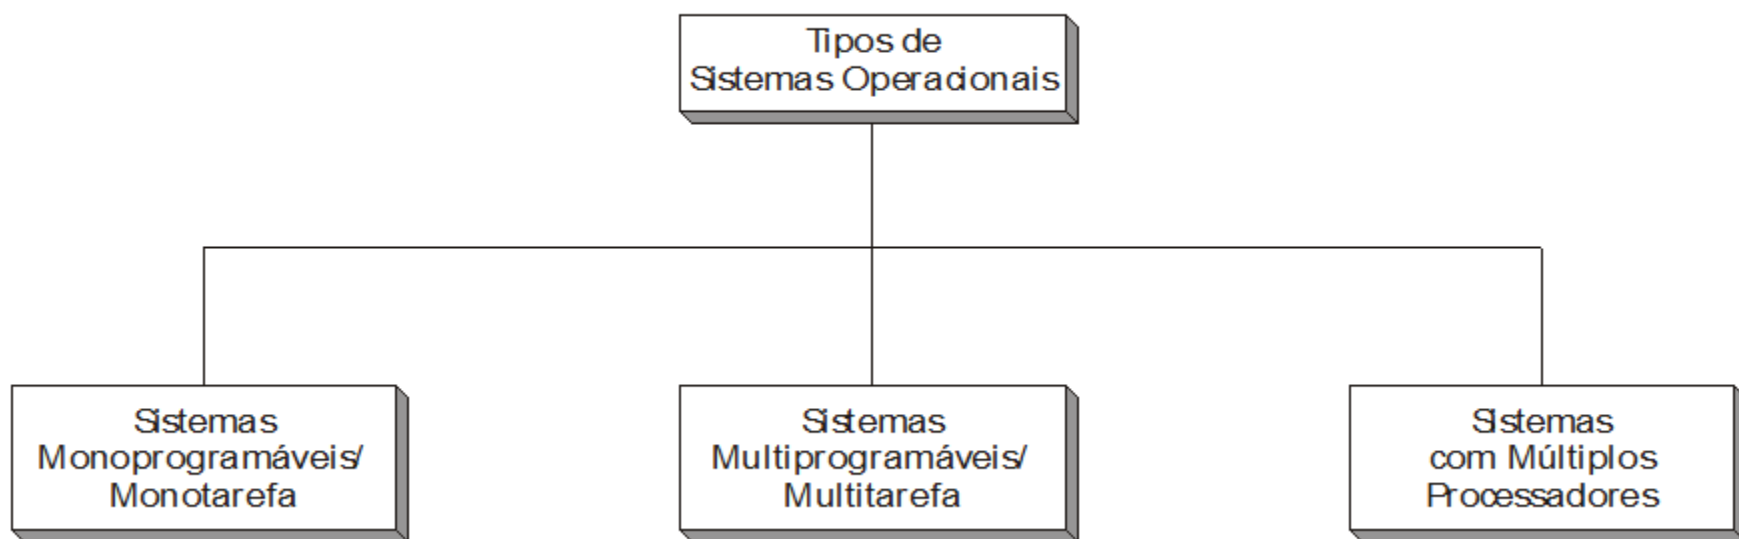 Tipos de
Sistemas Operacionais
Sistemas
Monoprogramáveis/
Monotarefa
Sistemas
Multiprogramáveis/
Multitarefa
Sistemas
com Múltiplos
Processadores